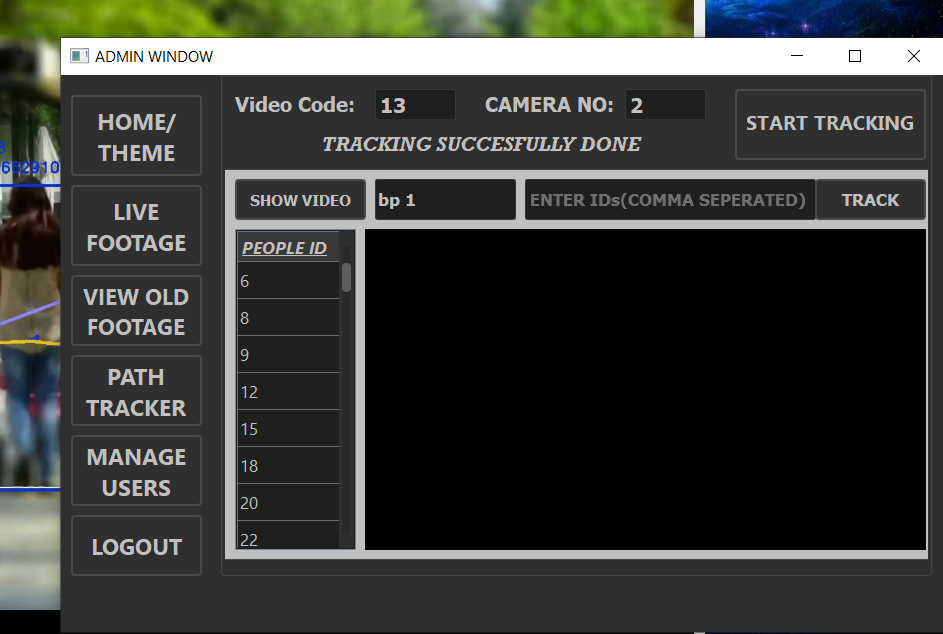 ADMIN WINDOW
HOME/
THEME
LIVE
FOOTAGE
VIEW OLD
FOOTAGE
PATH
TRACKER
MANAGE
USERS
LOGOUT
Video Code: 13 CAMERA NO: 2
START TRACKING
TRACKING SUCCESFULLY DONE
SHOW VIDEO bp 1 ENTER IDs(COMMA SEPERATED) TRACK
PEOPLE ID
6
8
9
12
15
18
20
22